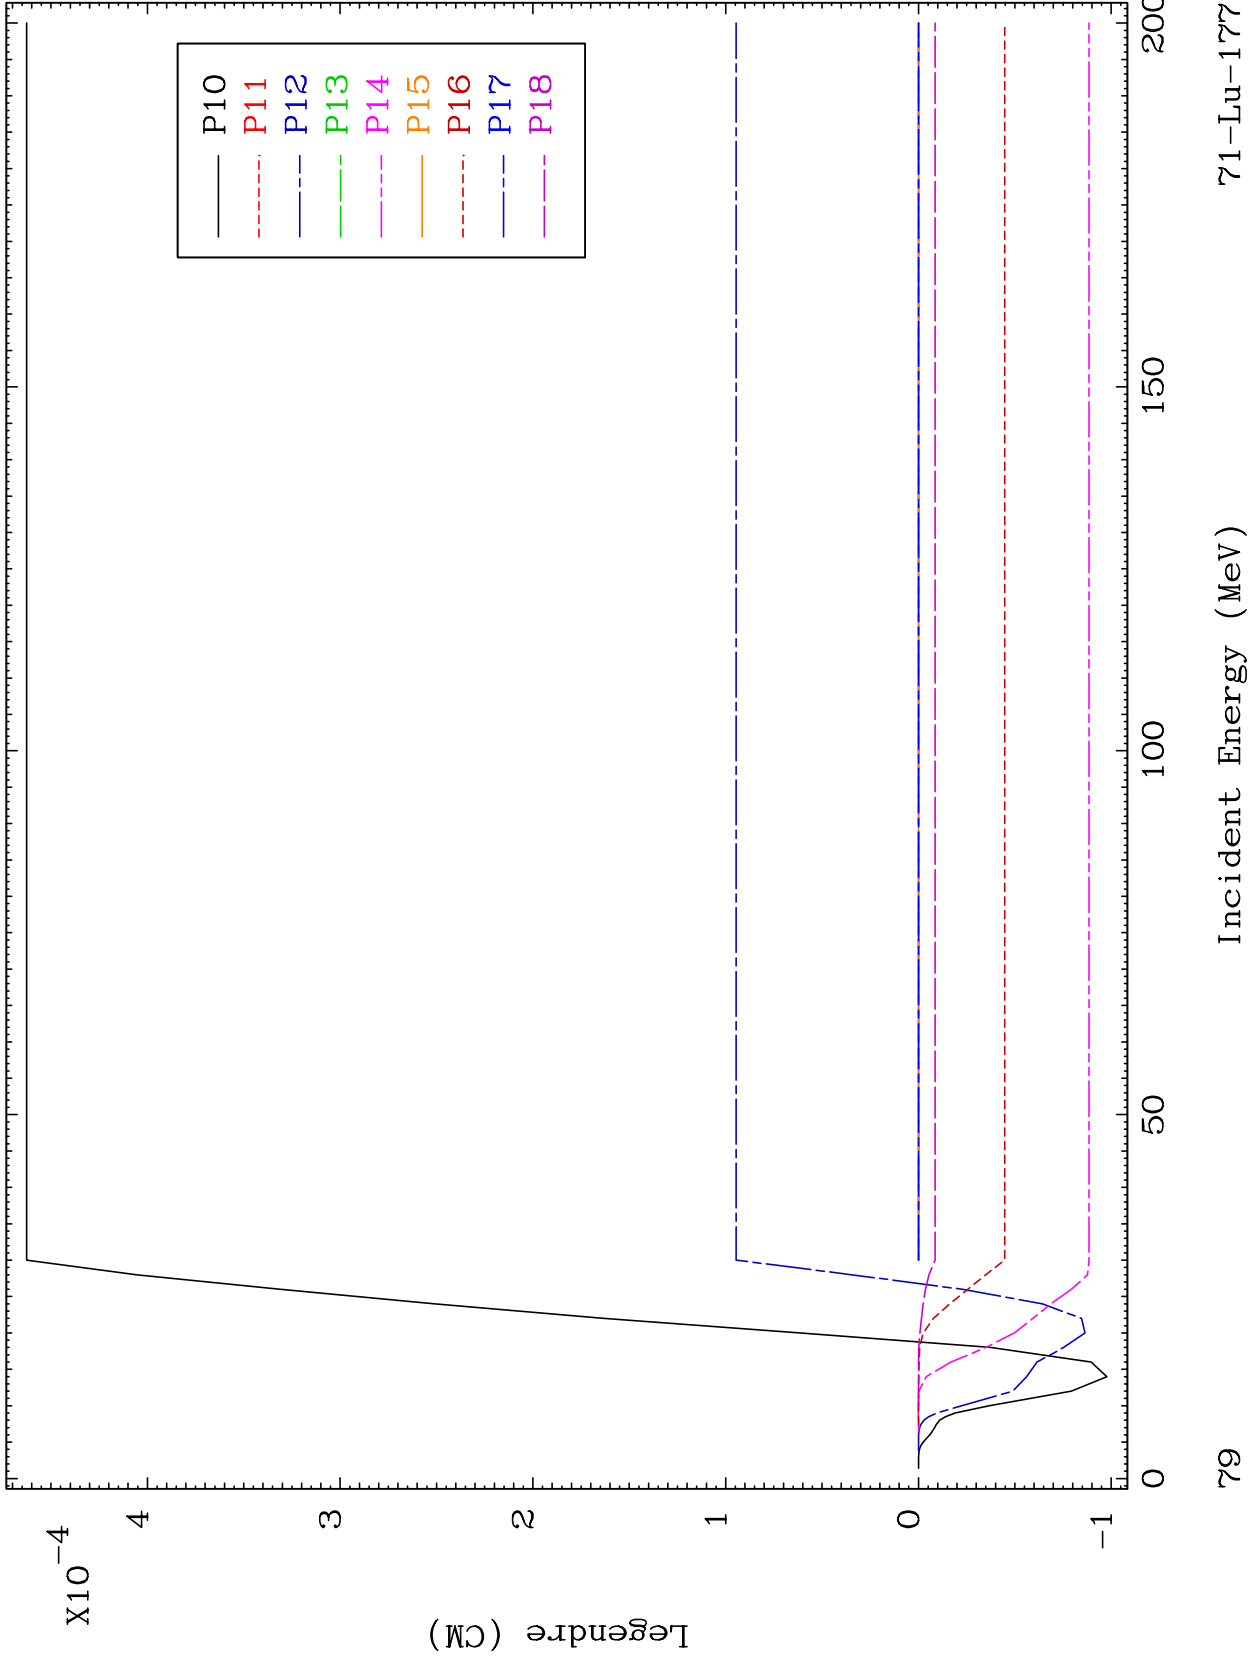 X10-4
4
3
2
1
0
-1
Legendre (CM)
P10
P11
P12
P13
P14
P15
P16
P17
P18
0
50
100
150
200
Incident Energy (MeV)
79
71-Lu-177